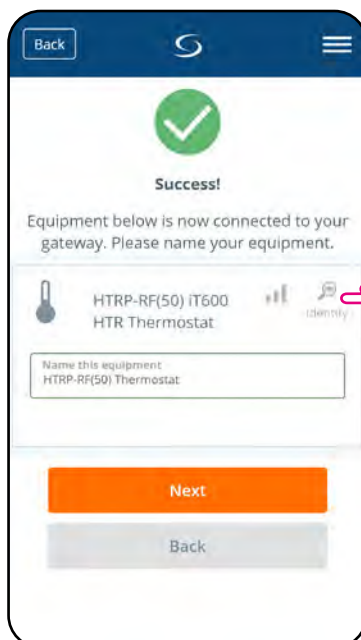 Back
Success!
Equipment below is now connected to your
gateway. Please name your equipment.
HTRP-RF(50) iT600
HTR Thermostat
Identify
Name this equipment
HTRP-RF(50) Thermostat
Next
Back